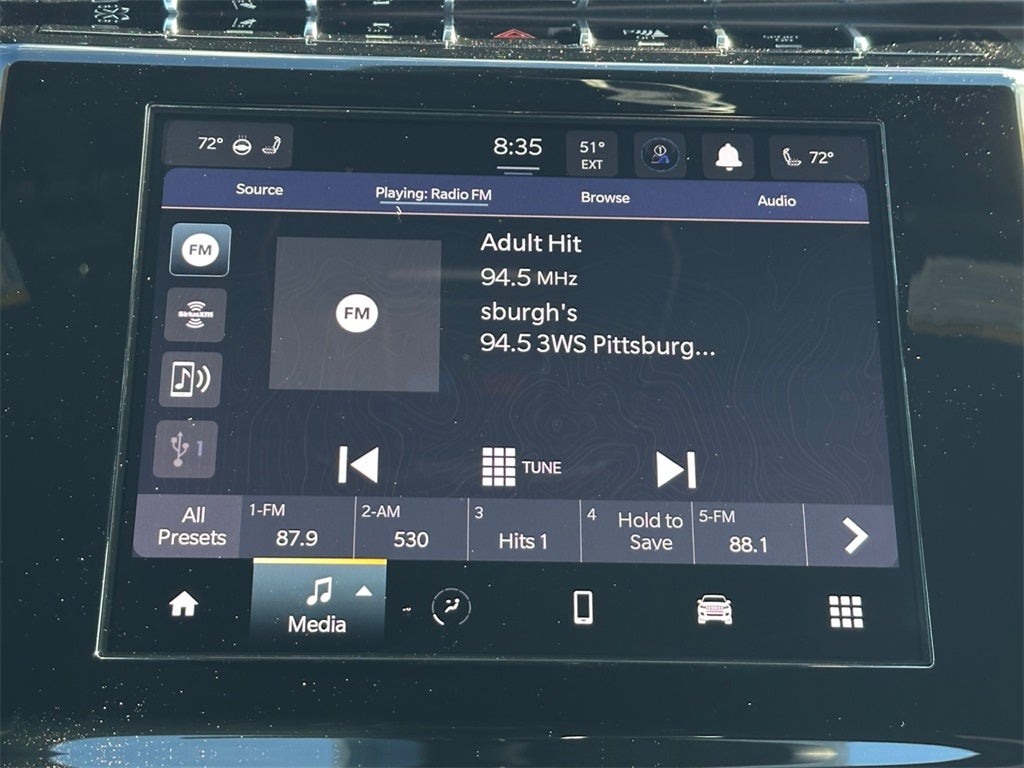 72°
8:35
51°
EXT
72°
Source
Playing: Radio FM
Browse
Audio
FM
SiriusXM
1
FM
Adult Hit
94.5 MHz
sburgh's
94.5 3WS Pittsburg...
TUNE
All
Presets
1-FM
87.9
2-AM
530
3
Hits 1
4
Hold to
Save
5-FM
88.1
Media